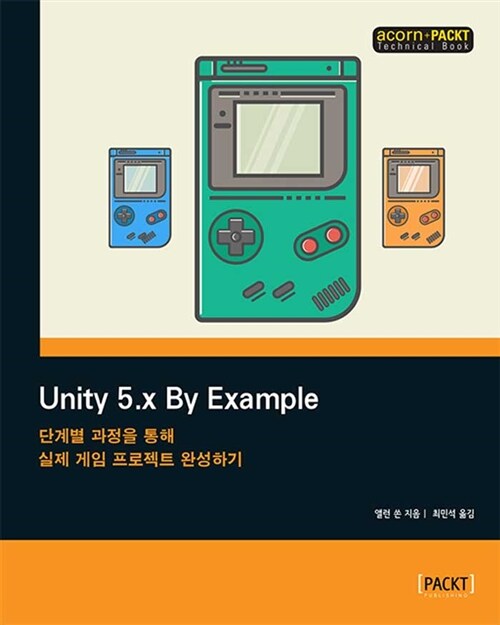 acorn+PACKT
Technical Book
Unity 5.x By Example
단계별 과정을 통해
실제 게임 프로젝트 완성하기
앨런 쏜 지음 | 최민석 옮김
[PACKT]
PUBLISHING